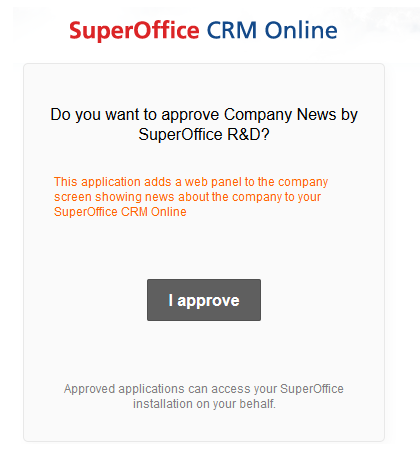 SuperOffice CRM Online
Do you want to approve Company News by
SuperOffice R&D?
This application adds a web panel to the company
screen showing news about the company to your
SuperOffice CRM Online
I approve
Approved applications can access your SuperOffice
installation on your behalf.